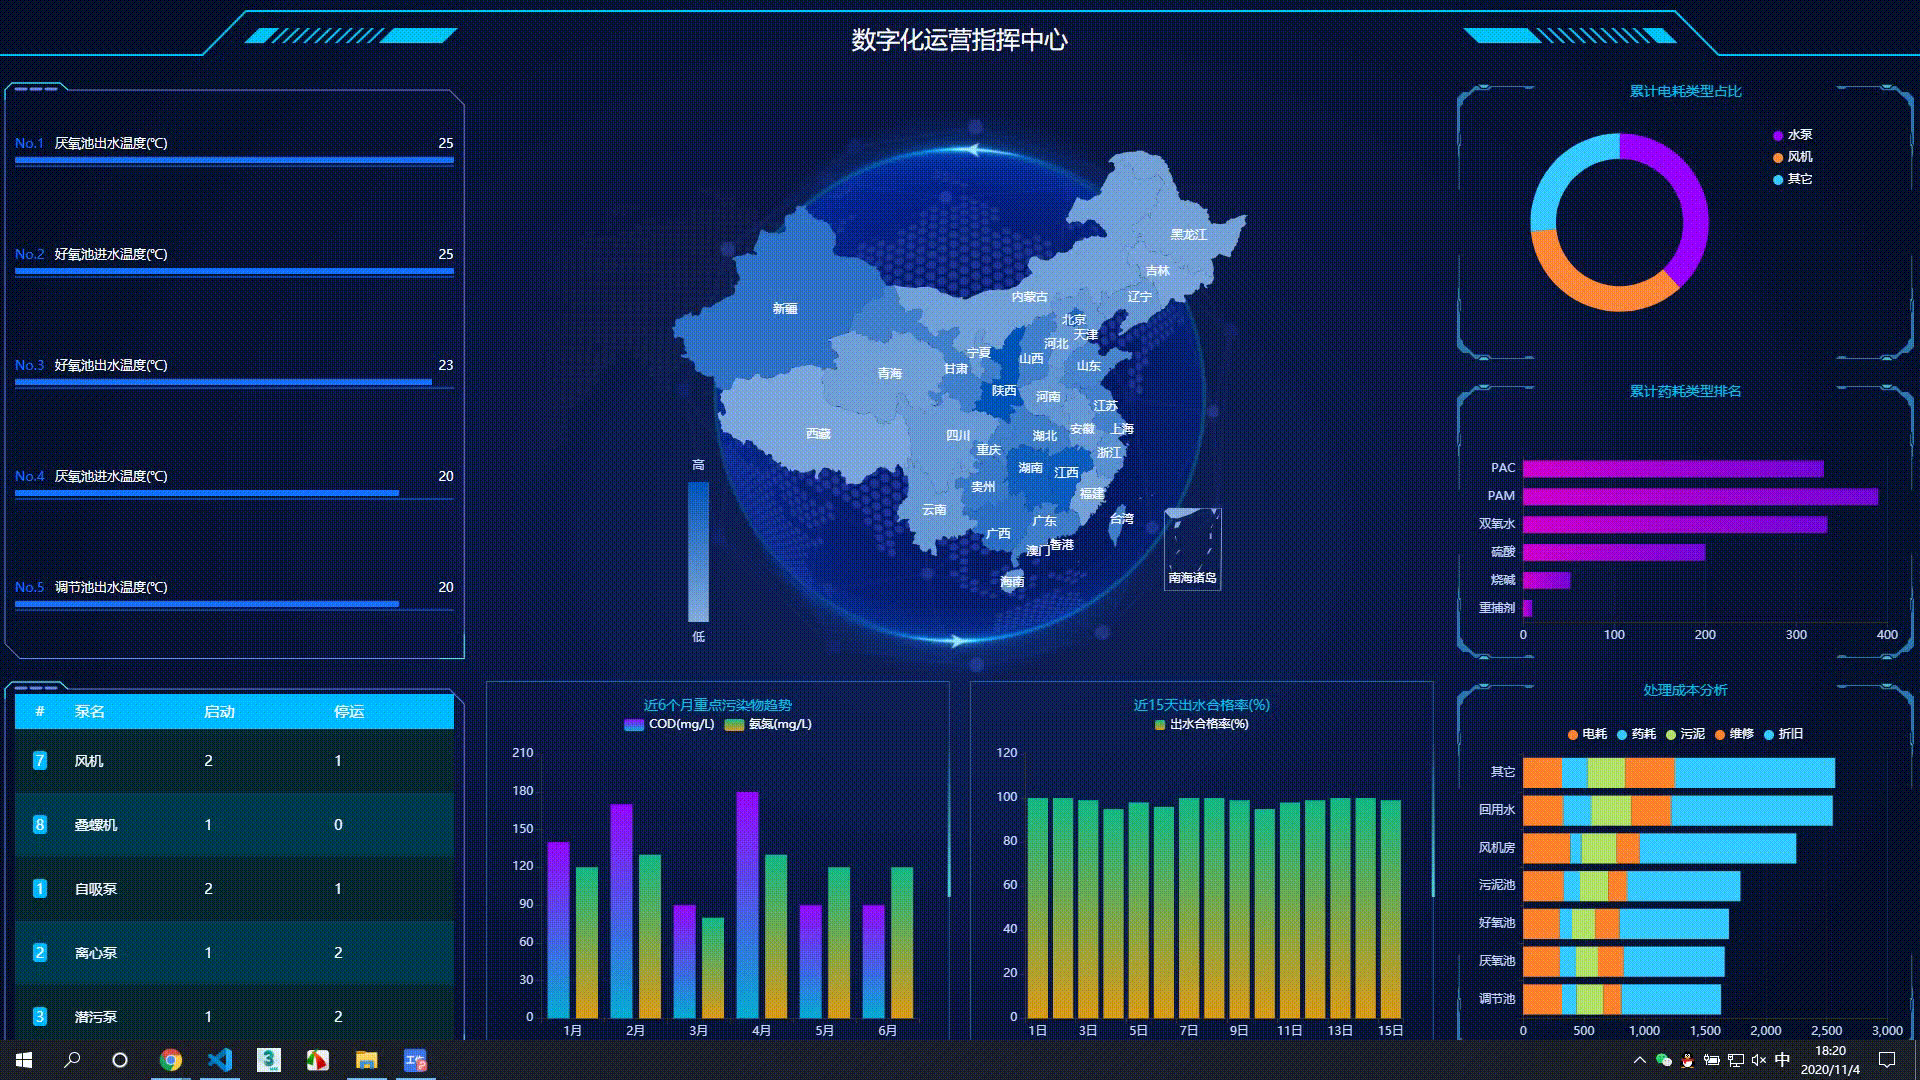 数字化运营指挥中心
No.1 厌氧池出水温度(℃) 25
No.2 好氧池进水温度(℃) 25
No.3 好氧池出水温度(℃) 23
No.4 厌氧池进水温度(℃) 20
No.5 调节池出水温度(℃) 20
# 泵名 启动 停运
7 风机 2 1
8 叠螺机 1 0
1 自吸泵 2 1
2 离心泵 1 2
3 潜污泵 1 2
黑龙江
吉林
内蒙古 辽宁
新疆
北京
天津
河北
宁夏 山西
山东
青海 甘肃
陕西 河南
江苏
西藏 四川 湖北 安徽 上海
重庆 浙江
湖南 江西
贵州 福建
云南 广东 台湾
广西
澳门 香港
海南
南海诸岛
高
低
近6个月重点污染物趋势
COD(mg/L) 氨氮(mg/L)
210
180
150
120
90
60
30
0
1月 2月 3月 4月 5月 6月
近15天出水合格率(%)
出水合格率(%)
120
100
80
60
40
20
0
1日 3日 5日 7日 9日 11日 13日 15日
累计电耗类型占比
水泵
风机
其它
累计药耗类型排名
PAC
PAM
双氧水
硫酸
烧碱
重捕剂
0 100 200 300 400
处理成本分析
电耗 药耗 污泥 维修 折旧
其它
回用水
风机房
污泥池
好氧池
厌氧池
调节池
0 500 1,000 1,500 2,000 2,500 3,000
3
工作
中
18:20
2020/11/4